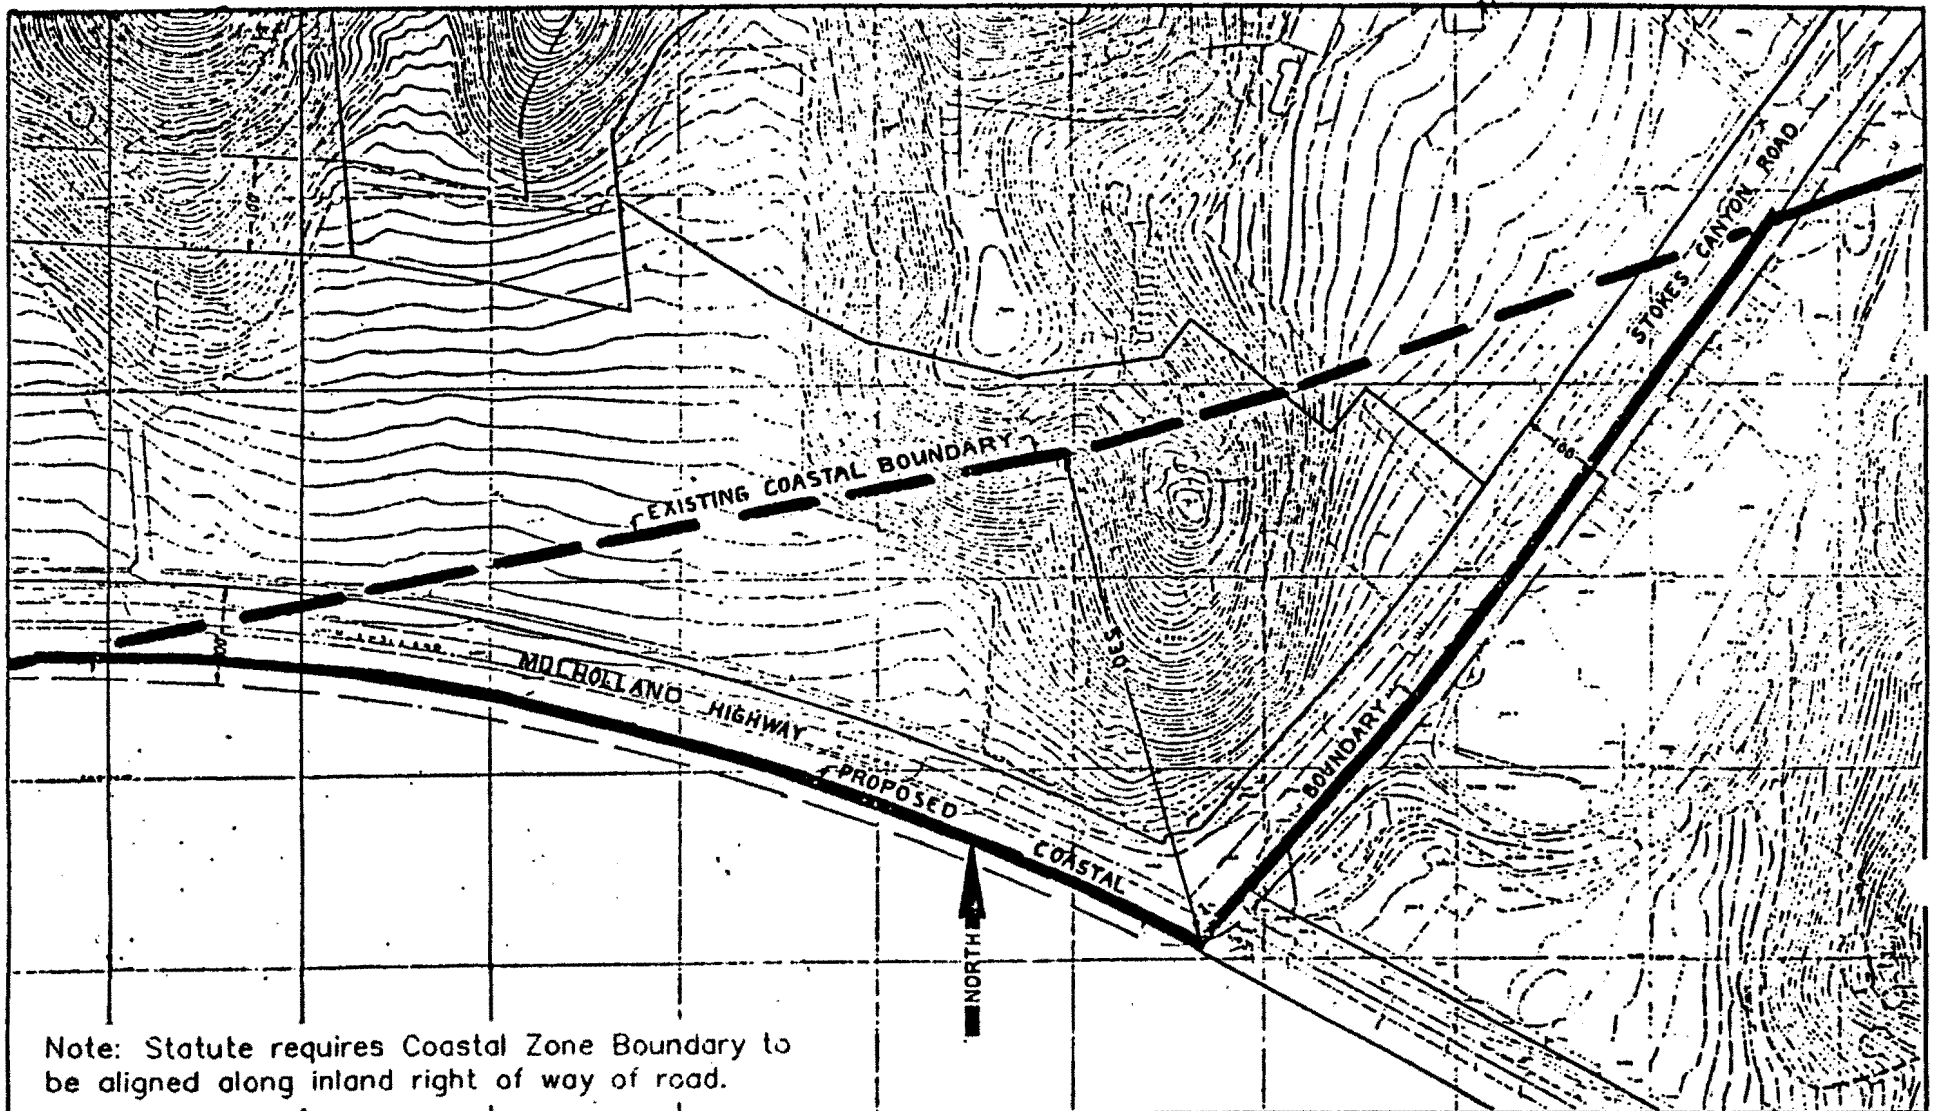 STOKES CANYON ROAD
EXISTING COASTAL BOUNDARY
100
MULHOLLAND HIGHWAY
PROPOSED COASTAL BOUNDARY
NORTH
Note: Statute requires Coastal Zone Boundary to
be aligned along inland right of way of road.